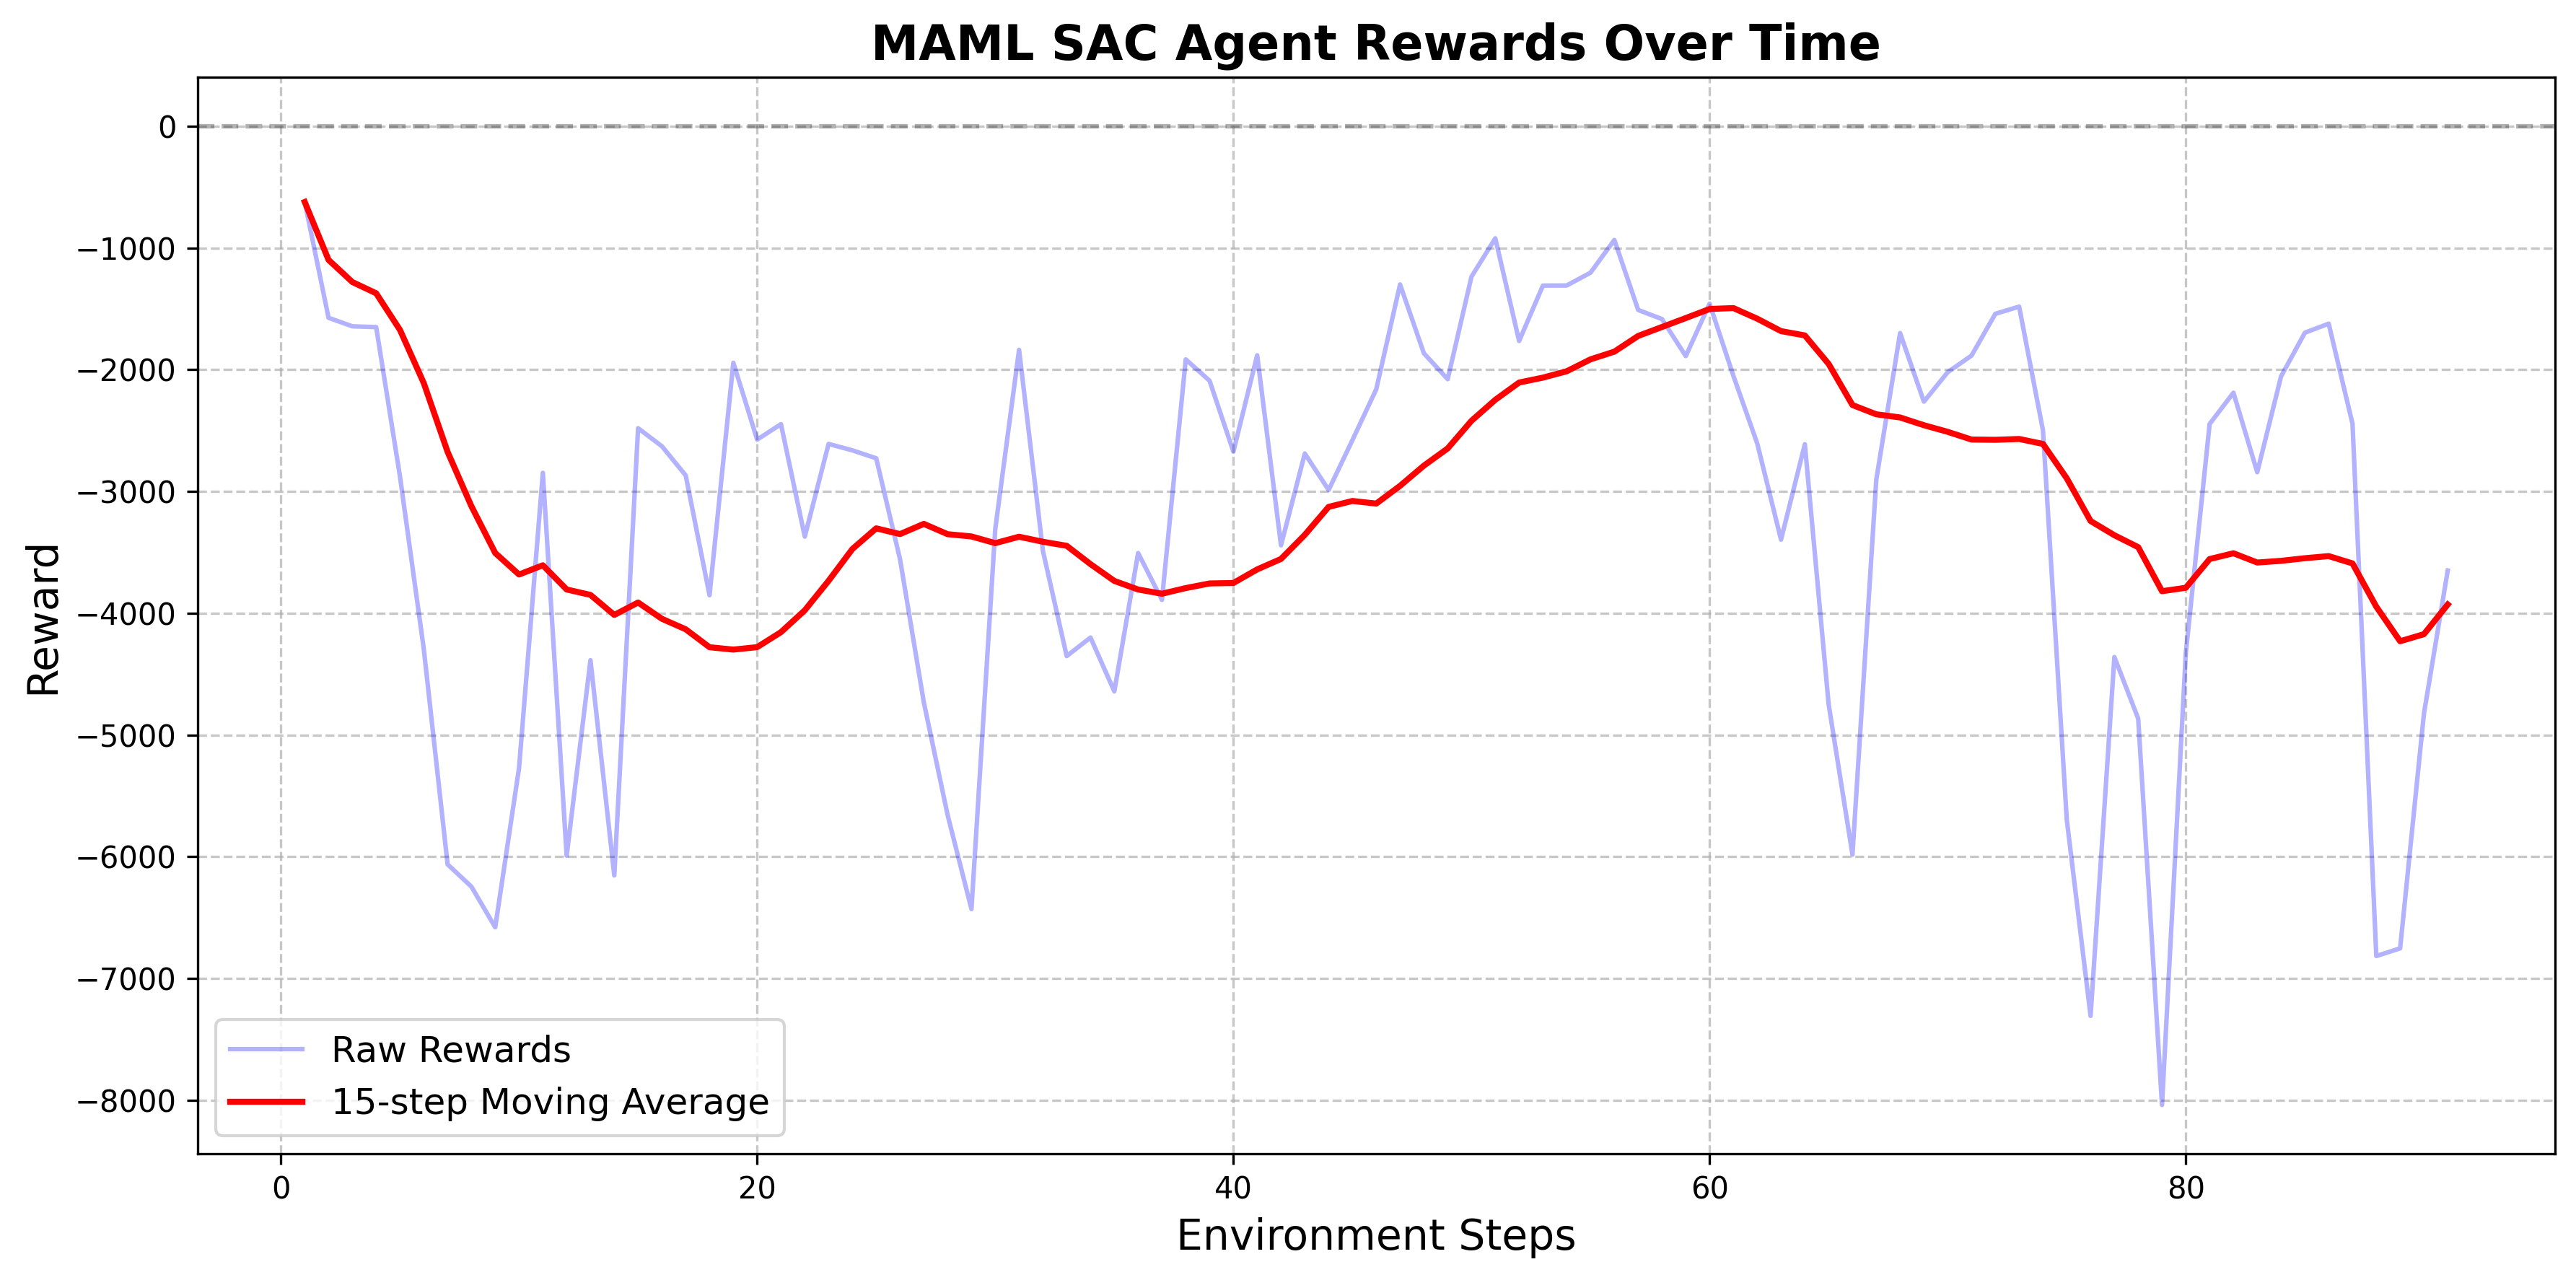 MAML SAC Agent Rewards Over Time
0
−1000
−2000
−3000
−4000
−5000
−6000
−7000
−8000
Reward
Raw Rewards
15-step Moving Average
0 20 40 60 80
Environment Steps